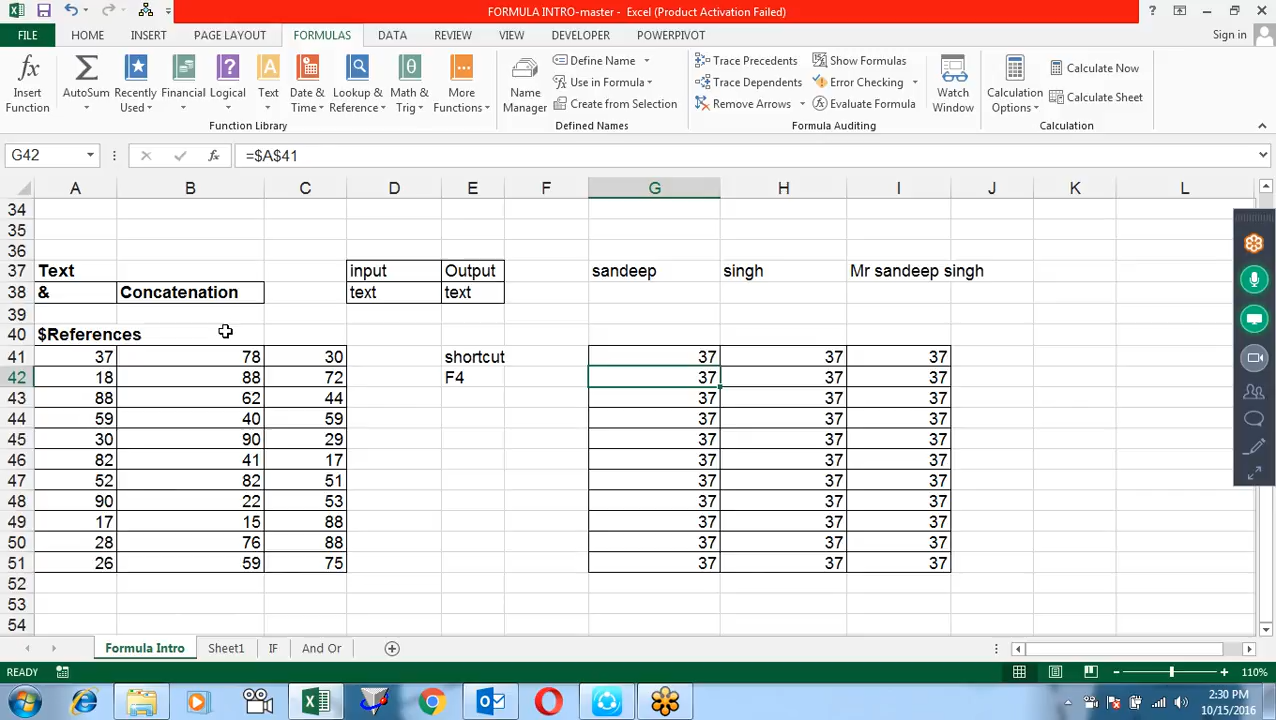 FORMULA INTRO-master - Excel (Product Activation Failed)
FILE HOME INSERT PAGE LAYOUT FORMULAS DATA REVIEW VIEW DEVELOPER POWERPIVOT Sign in
Insert Function
AutoSum
Recently Used
Financial
Logical
Text
Date & Time
Lookup & Reference
Math & Trig
More Functions
Function Library
Name Manager
Define Name
Use in Formula
Create from Selection
Defined Names
Trace Precedents
Trace Dependents
Remove Arrows
Show Formulas
Error Checking
Evaluate Formula
Formula Auditing
Watch Window
Calculation Options
Calculate Now
Calculate Sheet
Calculation
G42 fx =$A$41
A B C D E F G H I J K L
34
35
36
37 Text input Output sandeep singh Mr sandeep singh
38 & Concatenation text text
39
40 $References
41 37 78 30 shortcut 37 37 37
42 18 88 72 F4 37 37 37
43 88 62 44 37 37 37
44 59 40 59 37 37 37
45 30 90 29 37 37 37
46 82 41 17 37 37 37
47 52 82 51 37 37 37
48 90 22 53 37 37 37
49 17 15 88 37 37 37
50 28 76 88 37 37 37
51 26 59 75 37 37 37
52
53
54
Formula Intro Sheet1 IF And Or
READY 110%
2:30 PM
10/15/2016